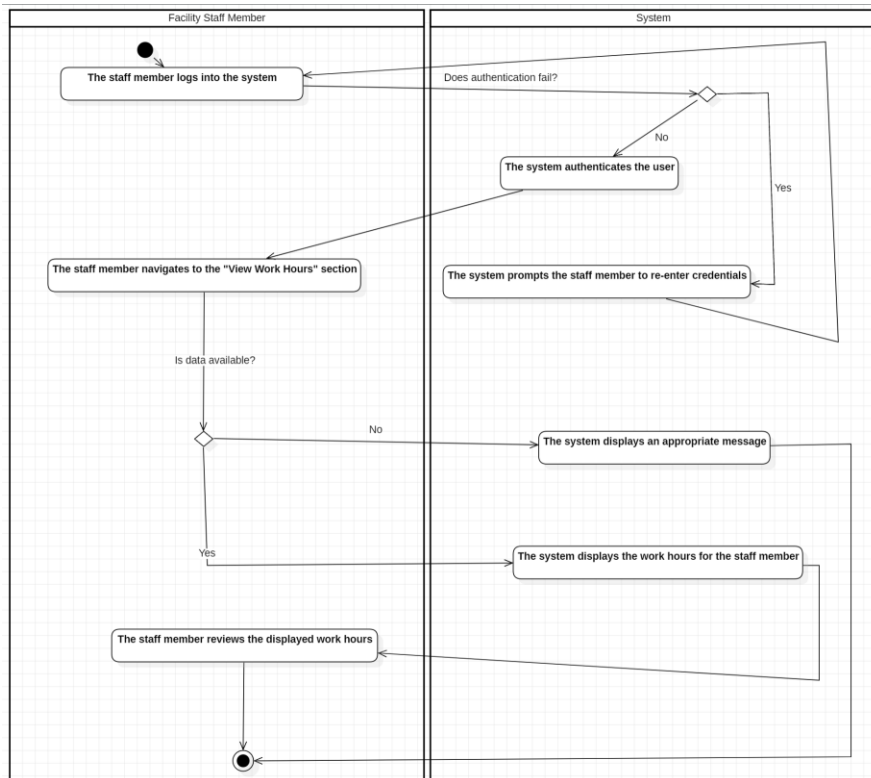 Facility Staff Member
System
The staff member logs into the system
Does authentication fail?
No
The system authenticates the user
Yes
The staff member navigates to the "View Work Hours" section
The system prompts the staff member to re-enter credentials
Is data available?
No
The system displays an appropriate message
Yes
The system displays the work hours for the staff member
The staff member reviews the displayed work hours